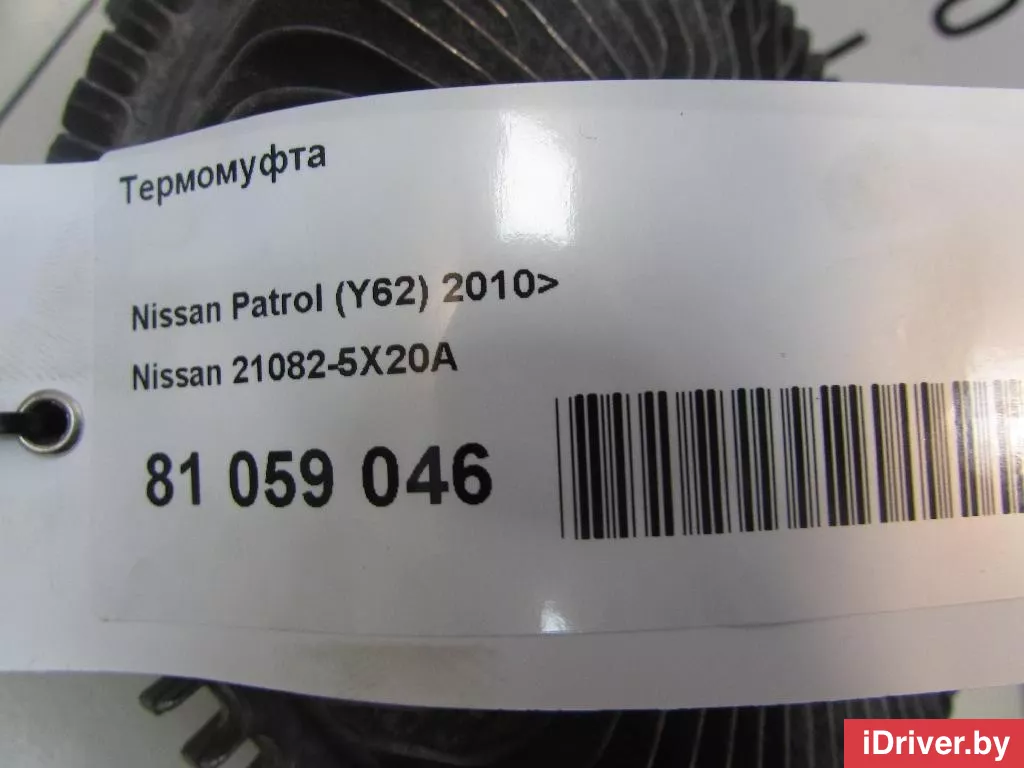 Термомуфта
Nissan Patrol (Y62) 2010>
Nissan 21082-5X20A
81 059 046
iDriver.by